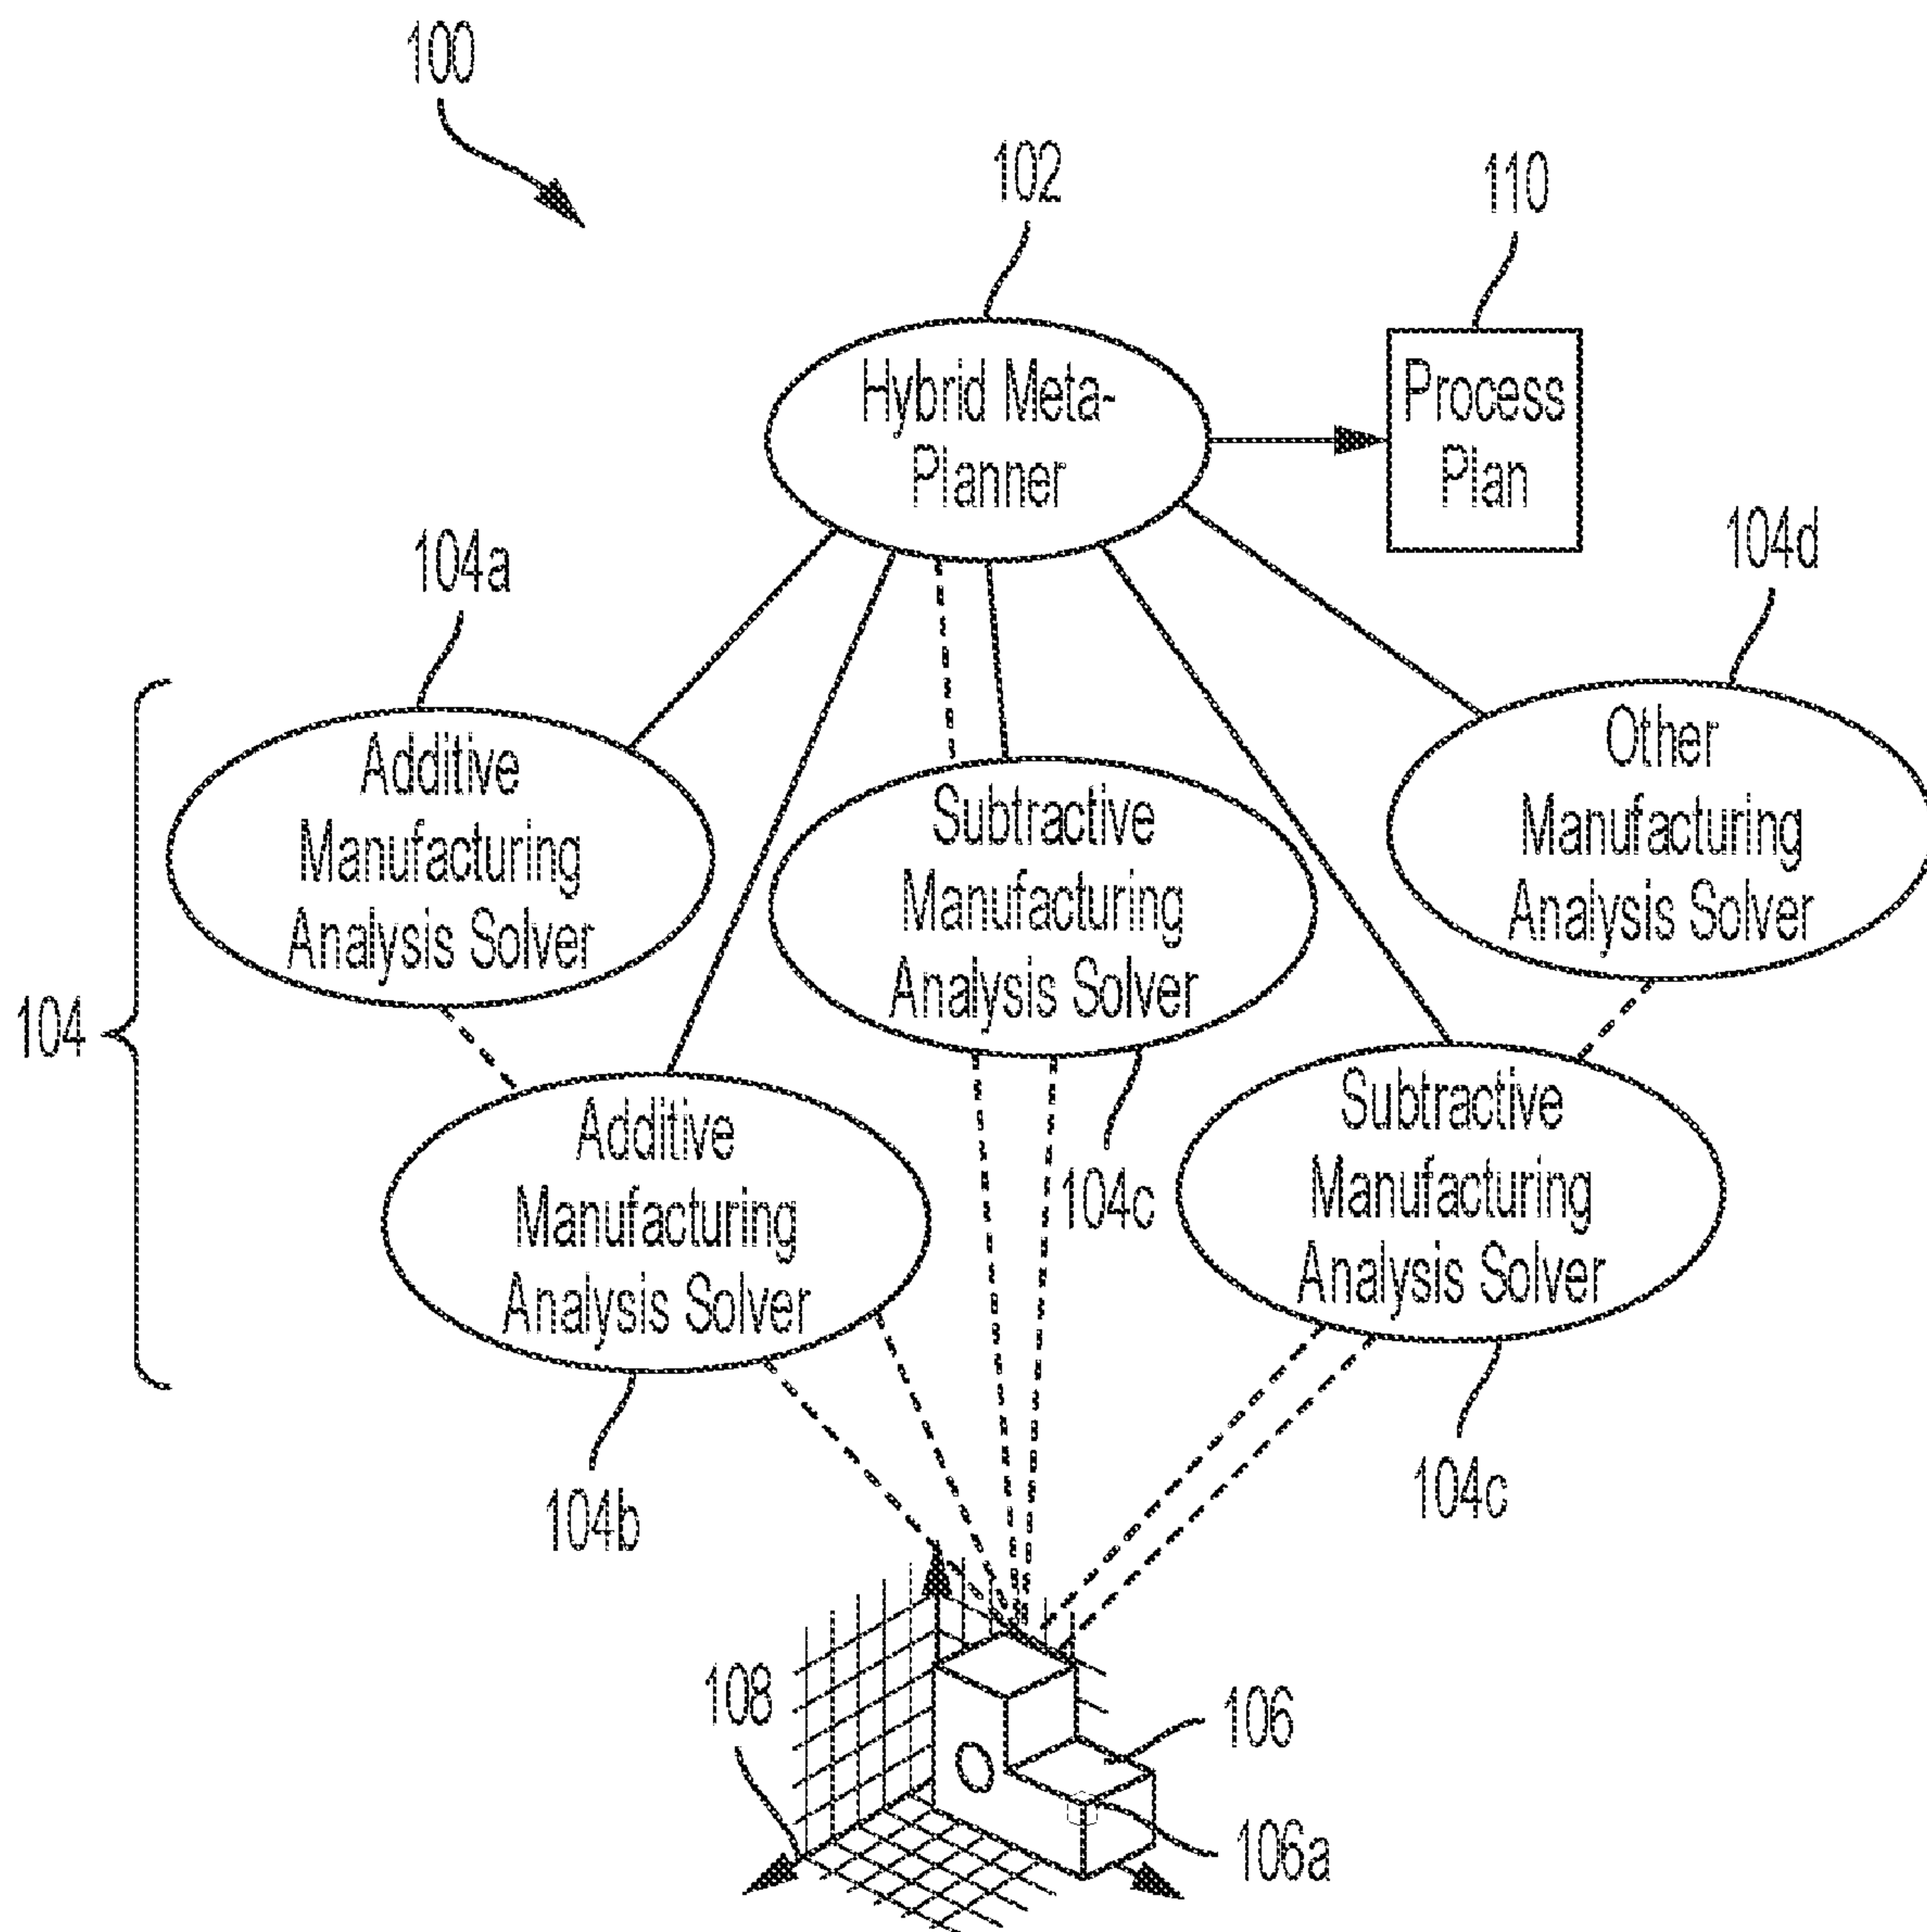 100
102
110
Hybrid Meta-
Planner
Process
Plan
104a
104d
Additive
Manufacturing
Analysis Solver
Subtractive
Manufacturing
Analysis Solver
Other
Manufacturing
Analysis Solver
104
Additive
Manufacturing
Analysis Solver
104c
Subtractive
Manufacturing
Analysis Solver
104b
104c
108
106
106a